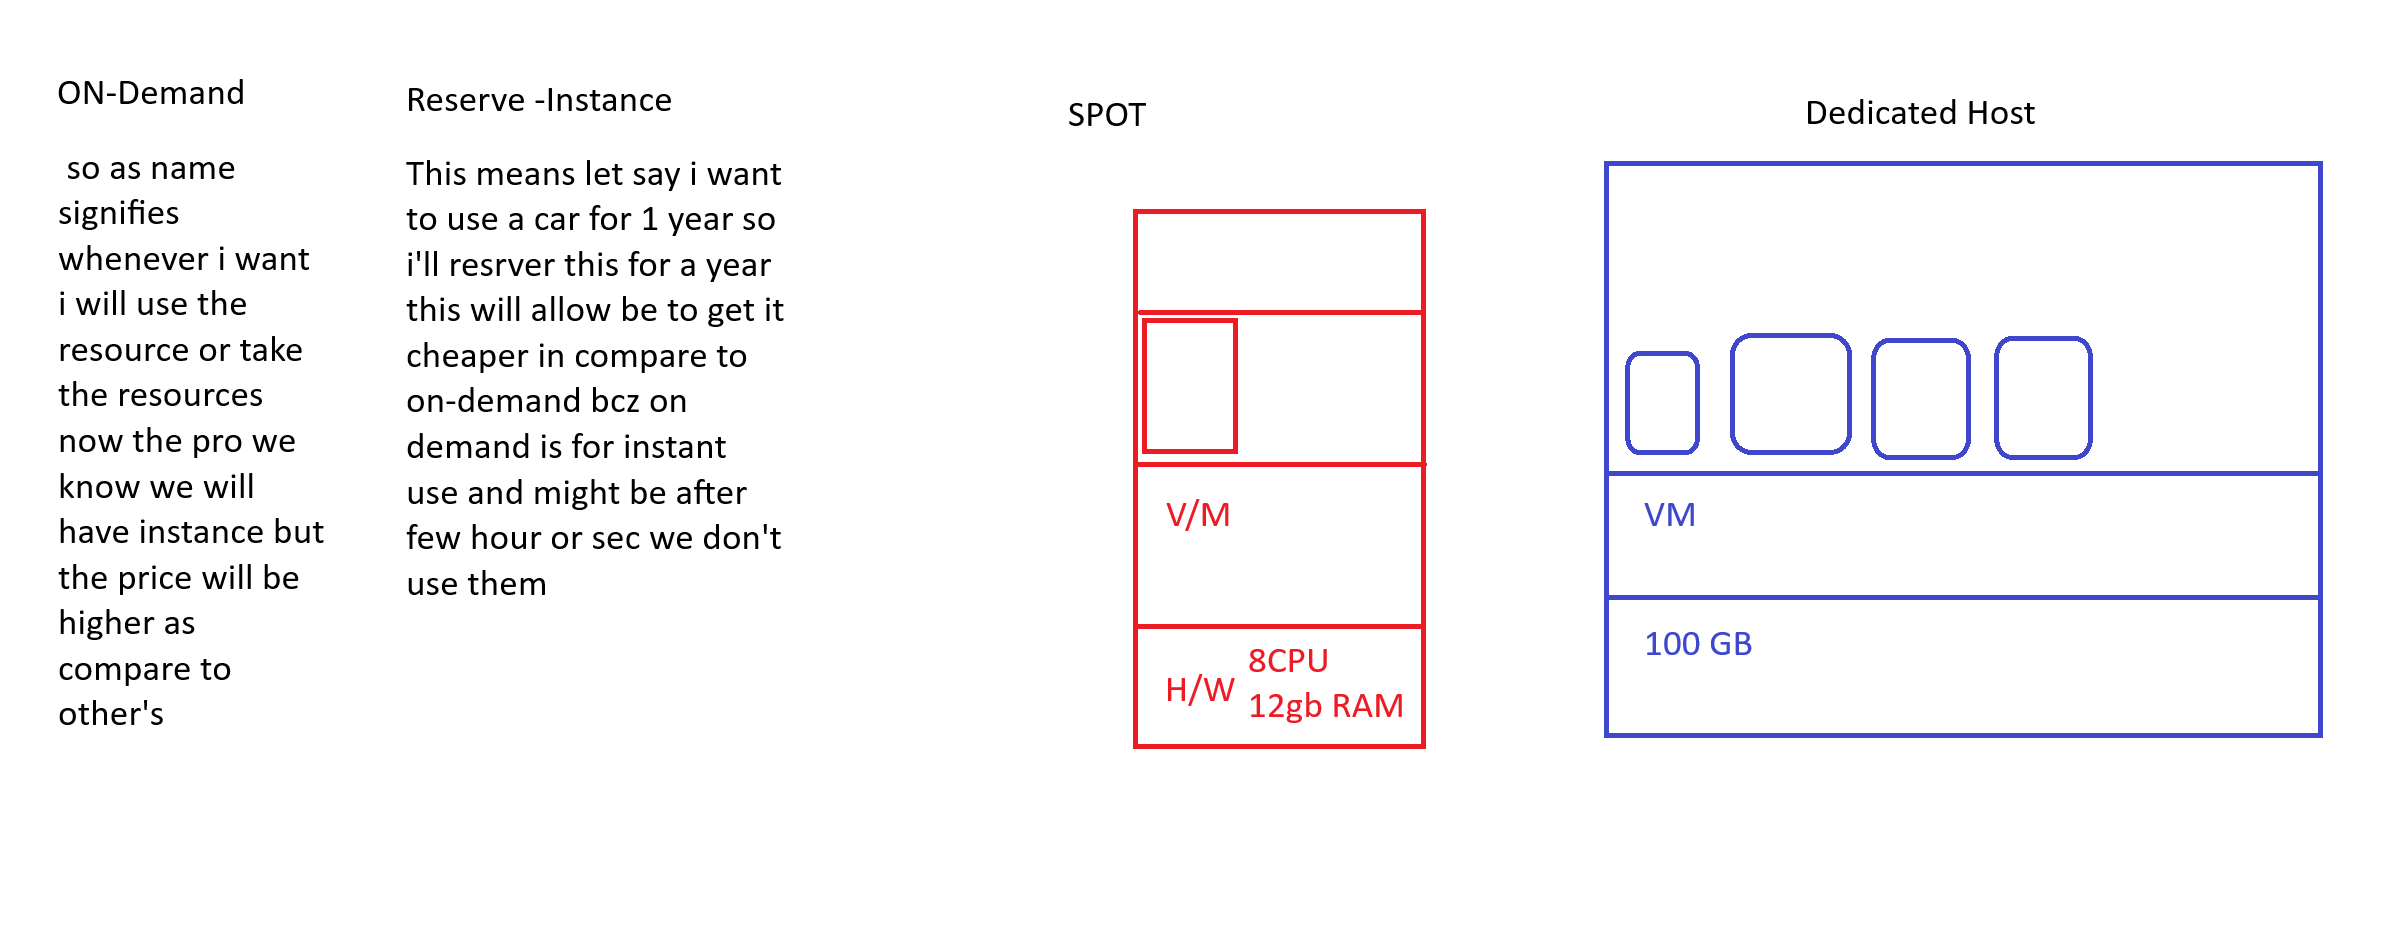 ON-Demand
so as name
signifies
whenever i want
i will use the
resource or take
the resources
now the pro we
know we will
have instance but
the price will be
higher as
compare to
other's
Reserve -Instance
This means let say i want
to use a car for 1 year so
i'll resrver this for a year
this will allow be to get it
cheaper in compare to
on-demand bcz on
demand is for instant
use and might be after
few hour or sec we don't
use them
SPOT
V/M
H/W
8CPU
12gb RAM
Dedicated Host
VM
100 GB